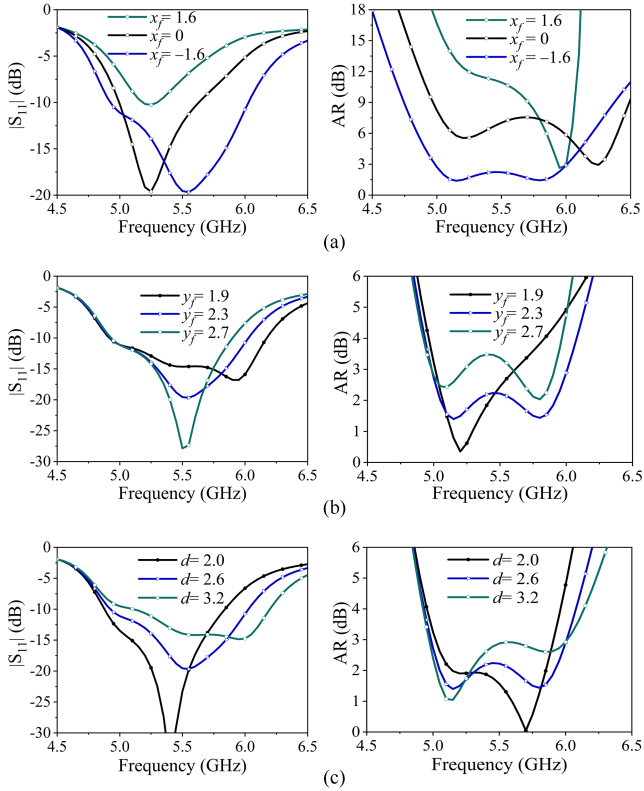 0
-5
-10
-15
-20
|S₁₁| (dB)
x_f= 1.6
x_f= 0
x_f= –1.6
4.5 5.0 5.5 6.0 6.5
Frequency (GHz)
18
15
12
9
6
3
0
AR (dB)
x_f= 1.6
x_f= 0
x_f= –1.6
4.5 5.0 5.5 6.0 6.5
Frequency (GHz)
(a)
0
-5
-10
-15
-20
-25
-30
|S₁₁| (dB)
y_f= 1.9
y_f= 2.3
y_f= 2.7
4.5 5.0 5.5 6.0 6.5
Frequency (GHz)
6
5
4
3
2
1
0
AR (dB)
y_f= 1.9
y_f= 2.3
y_f= 2.7
4.5 5.0 5.5 6.0 6.5
Frequency (GHz)
(b)
0
-5
-10
-15
-20
-25
-30
|S₁₁| (dB)
d= 2.0
d= 2.6
d= 3.2
4.5 5.0 5.5 6.0 6.5
Frequency (GHz)
6
5
4
3
2
1
0
AR (dB)
d= 2.0
d= 2.6
d= 3.2
4.5 5.0 5.5 6.0 6.5
Frequency (GHz)
(c)